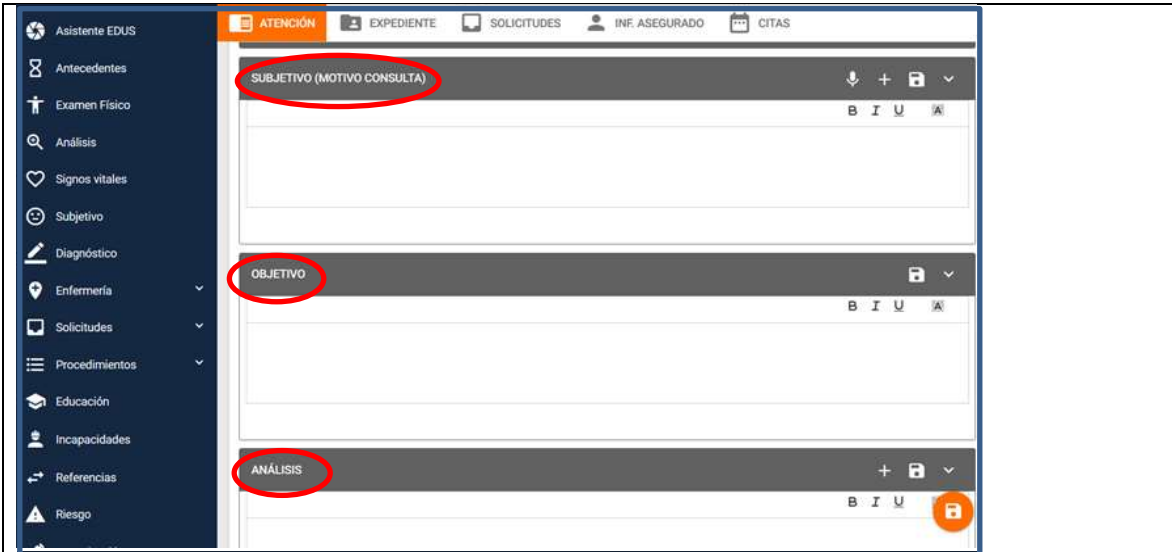 ATENCIÓN EXPEDIENTE SOLICITUDES INF. ASEGURADO CITAS
Asistente EDUS
Antecedentes
Examen Físico
Análisis
Signos vitales
Subjetivo
Diagnóstico
Enfermería
Solicitudes
Procedimientos
Educación
Incapacidades
Referencias
Riesgo
SUBJETIVO (MOTIVO CONSULTA)
B I U A
OBJETIVO
B I U A
ANÁLISIS
B I U